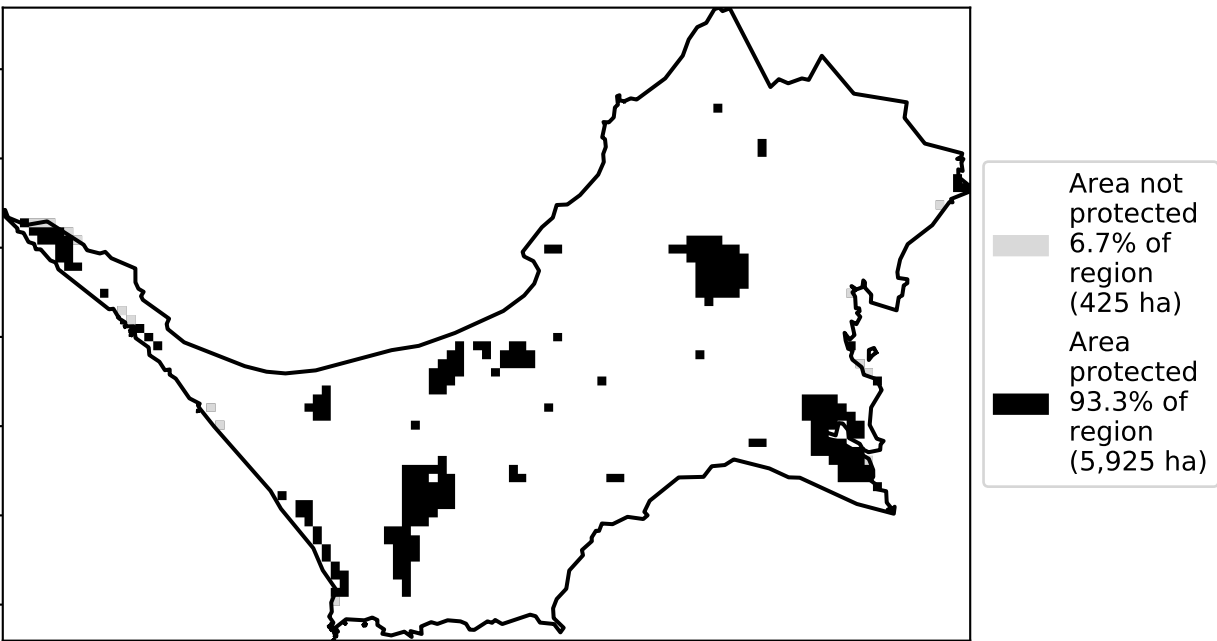 Area not
protected
6.7% of
region
(425 ha)
Area
protected
93.3% of
region
(5,925 ha)